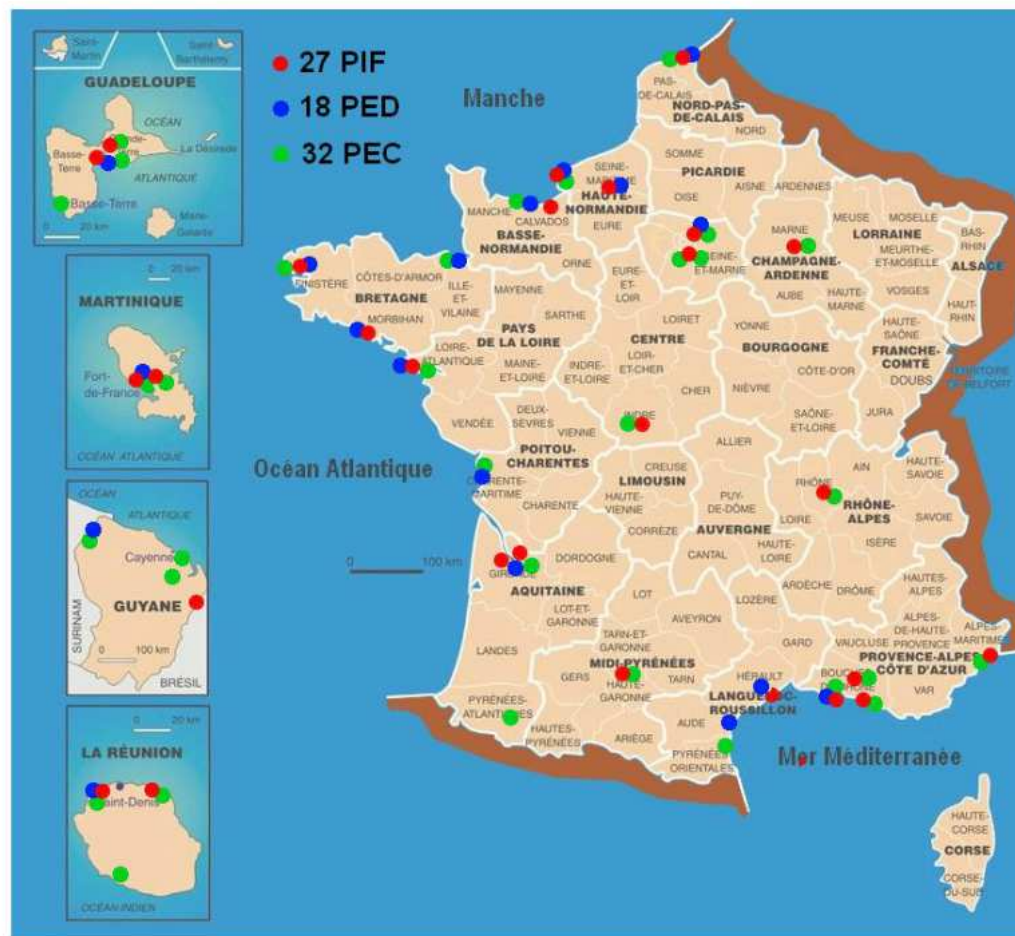 Saint-
Martin
Saint-
Barthélemy
GUADELOUPE
OCÉAN
Basse-
Terre
La Désirade
ATLANTIQUE
Basse-Terre
Marie-
Galante
0 20 km
27 PIF
18 PED
32 PEC
Manche
0 20 km
MARTINIQUE
Fort-
de-France
OCÉAN ATLANTIQUE
OCÉAN
ATLANTIQUE
Cayenne
GUYANE
SURINAM
0 100 km
BRÉSIL
0 20 km
LA RÉUNION
Saint-Denis
OCÉAN INDIEN
PAS-
DE-CALAIS
NORD-PAS-
DE-CALAIS
NORD
SOMME
PICARDIE
OISE
AISNE
ARDENNES
HAUTE-
NORMANDIE
EURE
MANCHE
CALVADOS
BASSE-
NORMANDIE
ORNE
SEINE-
ET-MARNE
MARNE
CHAMPAGNE-
ARDENNE
AUBE
HAUTE-
MARNE
MEUSE
MOSELLE
LORRAINE
MEURTHE-
ET-MOSELLE
VOSGES
BAS-
RHIN
ALSACE
HAUT-
RHIN
FINISTÈRE
CÔTES-D'ARMOR
BRETAGNE
ILLE-
ET-
VILAINE
MORBIHAN
MAYENNE
SARTHE
PAYS
DE LA LOIRE
LOIRE-
ATLANTIQUE
MAINE-
ET-LOIRE
VENDÉE
EURE-
ET-
LOIR
LOIRET
CENTRE
LOIR-
ET-CHER
INDRE-
ET-LOIRE
CHER
INDRE
YONNE
BOURGOGNE
CÔTE-D'OR
NIÈVRE
SAÔNE-
ET-LOIRE
HAUTE-
SAÔNE
FRANCHE-
COMTÉ
DOUBS
JURA
TERRITOIRE
DE BELFORT
Océan Atlantique
DEUX-
SÈVRES
VIENNE
POITOU-
CHARENTES
CHARENTE-
MARITIME
CHARENTE
CREUSE
LIMOUSIN
HAUTE-
VIENNE
CORRÈZE
ALLIER
PUY-
DE-DÔME
AUVERGNE
CANTAL
HAUTE-
LOIRE
AIN
HAUTE-
SAVOIE
RHÔNE
RHÔNE-
ALPES
LOIRE
SAVOIE
ISÈRE
ARDÈCHE
DRÔME
0 100 km
DORDOGNE
AQUITAINE
LOT-ET-
GARONNE
LANDES
PYRÉNÉES-
ATLANTIQUES
LOT
AVEYRON
TARN-ET-
GARONNE
MIDI-PYRÉNÉES
GERS
TARN
HAUTE-
GARONNE
HAUTES-
PYRÉNÉES
ARIÈGE
LOZÈRE
GARD
HÉRAULT
LANGUEDOC-
ROUSSILLON
AUDE
PYRÉNÉES
ORIENTALES
HAUTES-
ALPES
ALPES-
DE-HAUTE-
PROVENCE
ALPES-
MARITIMES
VAUCLUSE
PROVENCE-ALPES
CÔTE D'AZUR
VAR
Mer Méditerranée
HAUTE-
CORSE
CORSE
CORSE-
DU-SUD